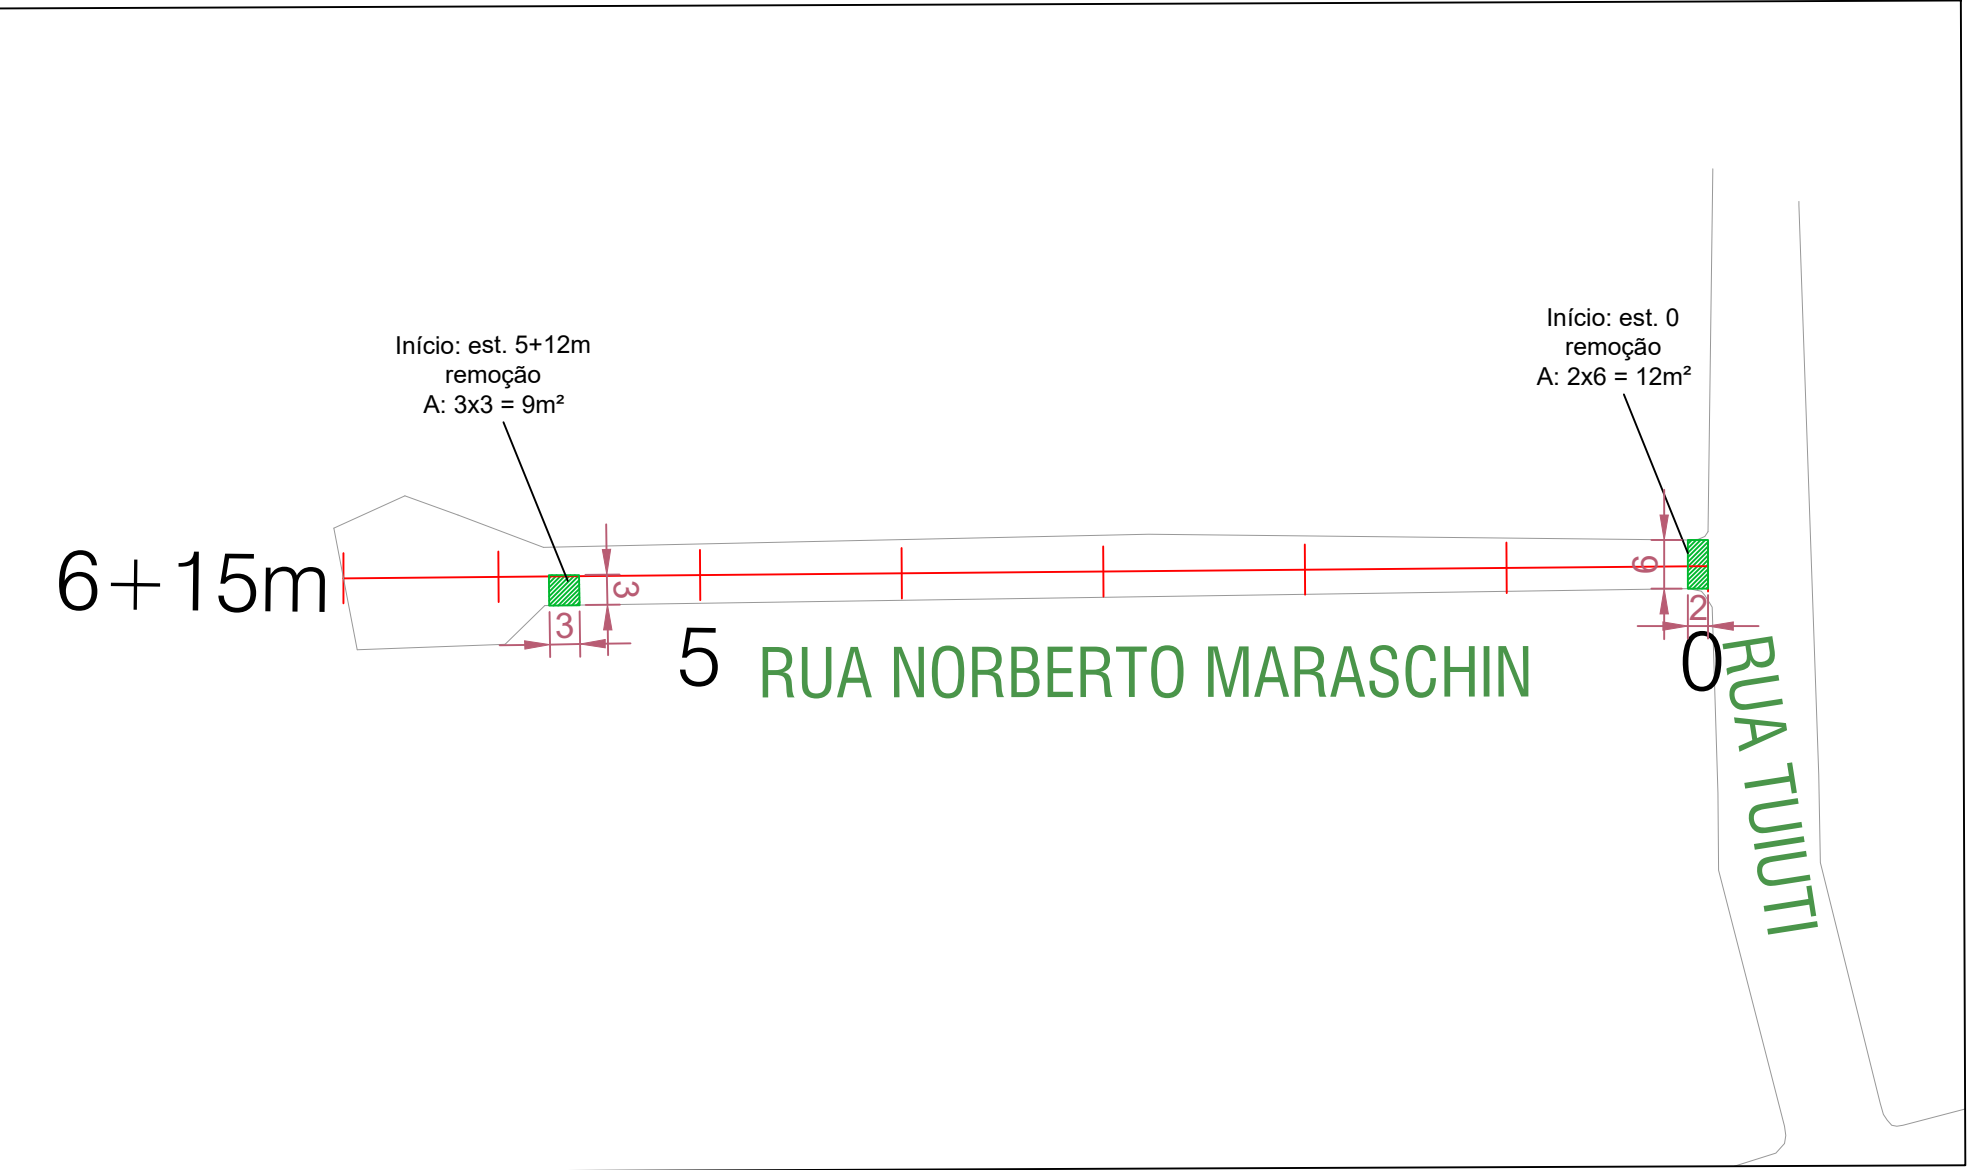 Início: est. 0
remoção
A: 2x6 = 12m²
Início: est. 5+12m
remoção
A: 3x3 = 9m²
6+15m
3
3
6
2
5
RUA NORBERTO MARASCHIN
0
RUA TUIUTI